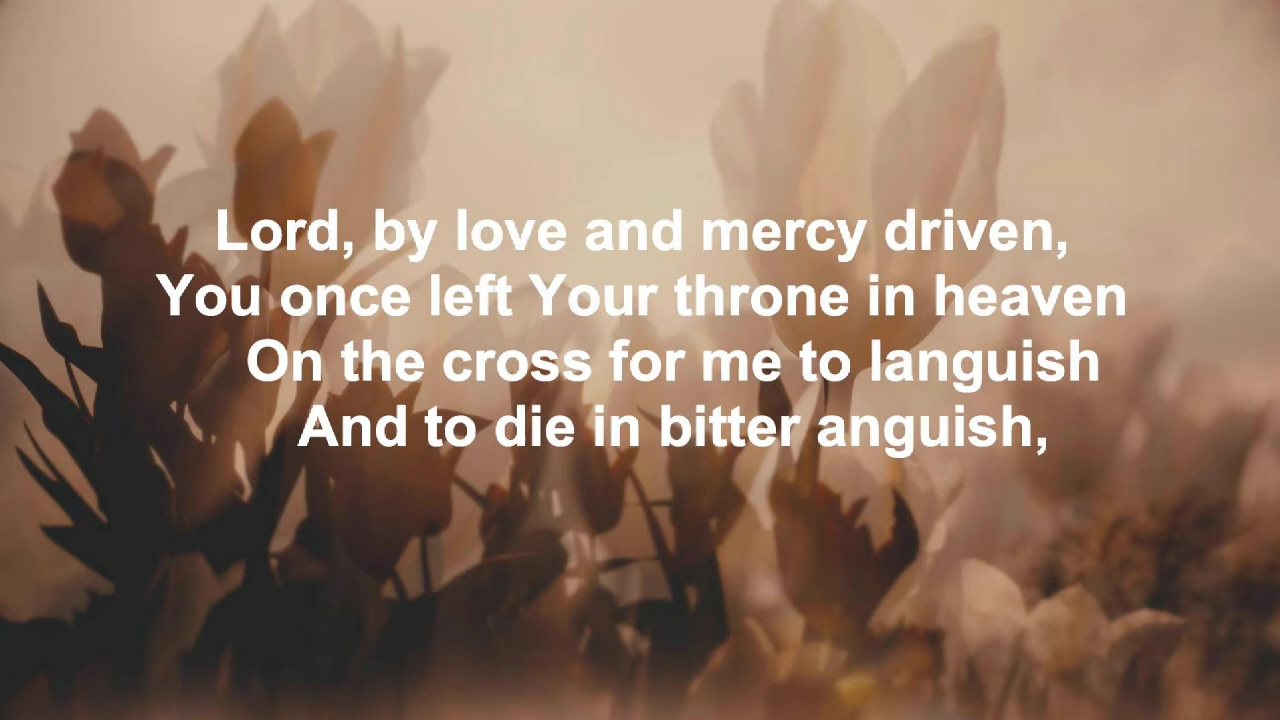 Lord, by love and mercy driven,
You once left Your throne in heaven
On the cross for me to languish
And to die in bitter anguish,